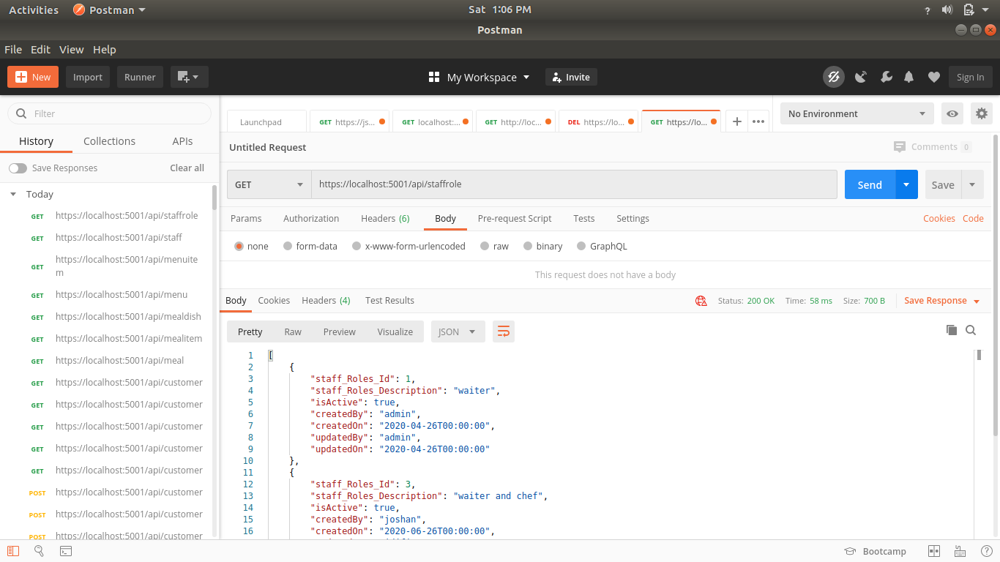 Activities Postman Sat 1:06 PM ?
Postman
File Edit View Help
New Import Runner My Workspace Invite Sign In
Filter
History Collections APIs
Save Responses Clear all
Today
GET https://localhost:5001/api/staffrole
GET https://localhost:5001/api/staff
GET https://localhost:5001/api/menuite
m
GET https://localhost:5001/api/menu
GET https://localhost:5001/api/mealdish
GET https://localhost:5001/api/mealitem
GET https://localhost:5001/api/meal
GET https://localhost:5001/api/customer
GET https://localhost:5001/api/customer
GET https://localhost:5001/api/customer
GET https://localhost:5001/api/customer
GET https://localhost:5001/api/customer
POST https://localhost:5001/api/customer
POST https://localhost:5001/api/customer
POST https://localhost:5001/api/customer
Launchpad GET https://js... GET localhost:... GET http://loc... DEL https://lo... GET https://lo... + ••• No Environment
Untitled Request Comments 0
GET https://localhost:5001/api/staffrole Send Save
Params Authorization Headers (6) Body Pre-request Script Tests Settings Cookies Code
none form-data x-www-form-urlencoded raw binary GraphQL
This request does not have a body
Body Cookies Headers (4) Test Results Status: 200 OK Time: 58 ms Size: 700 B Save Response
Pretty Raw Preview Visualize JSON
1 [
2 {
3 "staff_Roles_Id": 1,
4 "staff_Roles_Description": "waiter",
5 "isActive": true,
6 "createdBy": "admin",
7 "createdOn": "2020-04-26T00:00:00",
8 "updatedBy": "admin",
9 "updatedOn": "2020-04-26T00:00:00"
10 },
11 {
12 "staff_Roles_Id": 3,
13 "staff_Roles_Description": "waiter and chef",
14 "isActive": true,
15 "createdBy": "joshan",
16 "createdOn": "2020-06-26T00:00:00",
Bootcamp ?